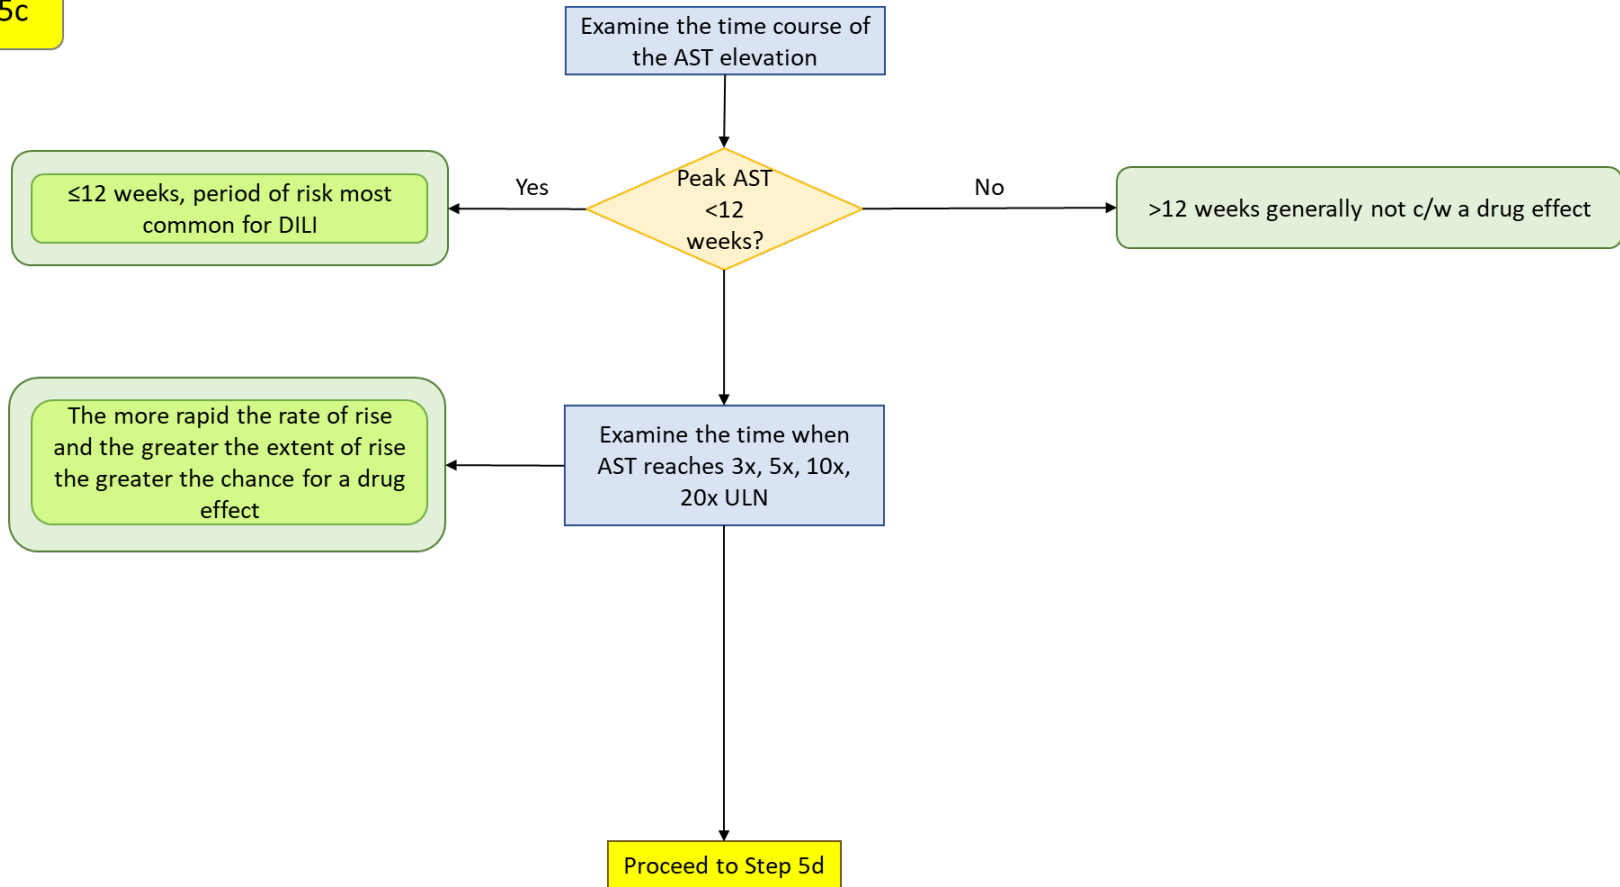 5c
Examine the time course of
the AST elevation
≤12 weeks, period of risk most
common for DILI
Yes
Peak AST
<12
weeks?
No
>12 weeks generally not c/w a drug effect
The more rapid the rate of rise
and the greater the extent of rise
the greater the chance for a drug
effect
Examine the time when
AST reaches 3x, 5x, 10x,
20x ULN
Proceed to Step 5d